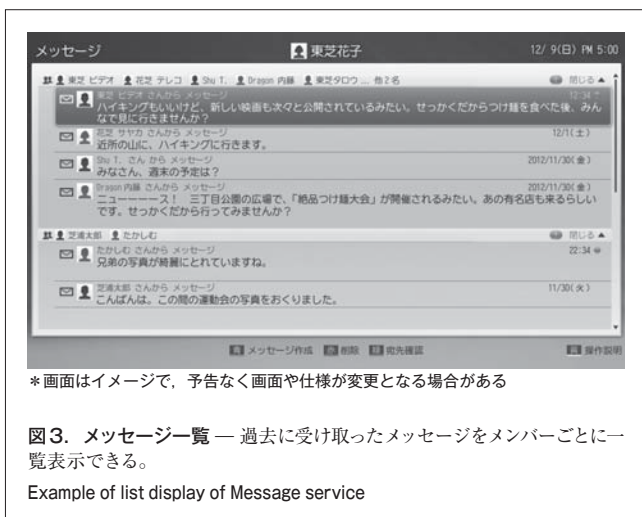 メッセージ
東芝花子
12/ 9(日) PM 5:00
東芝 ビデオ 花芝 テレコ Shu T. Dragon 内藤 東芝タロウ... 他2名 閉じる▲
東芝 ビデオ さんから メッセージ 12:34
ハイキングもいいけど、新しい映画も次々と公開されているみたい。せっかくだからつけ麺を食べた後、みん
なで見に行きませんか?
花芝 サヤカ さんから メッセージ 12/1(土)
近所の山に、ハイキングに行きます。
Shu T. さん から メッセージ 2012/11/30(金)
みなさん、週末の予定は?
Dragon 内藤 さんから メッセージ 2012/11/30(金)
ニューーーース! 三丁目公園の広場で、「絶品つけ麺大会」が開催されるみたい。あの有名店も来るらしい
です。せっかくだから行ってみませんか?
芝浦太郎 たかしむ 閉じる▲
たかしむ さんから メッセージ 22:34
兄弟の写真が綺麗にとれていますね。
芝浦太郎 さんから メッセージ 11/30(火)
こんばんは。この間の運動会の写真をおくりました。
メッセージ作成 削除 宛先確認 操作説明
*画面はイメージで,予告なく画面や仕様が変更となる場合がある
図3.メッセージ一覧 — 過去に受け取ったメッセージをメンバーごとに一
覧表示できる。
Example of list display of Message service